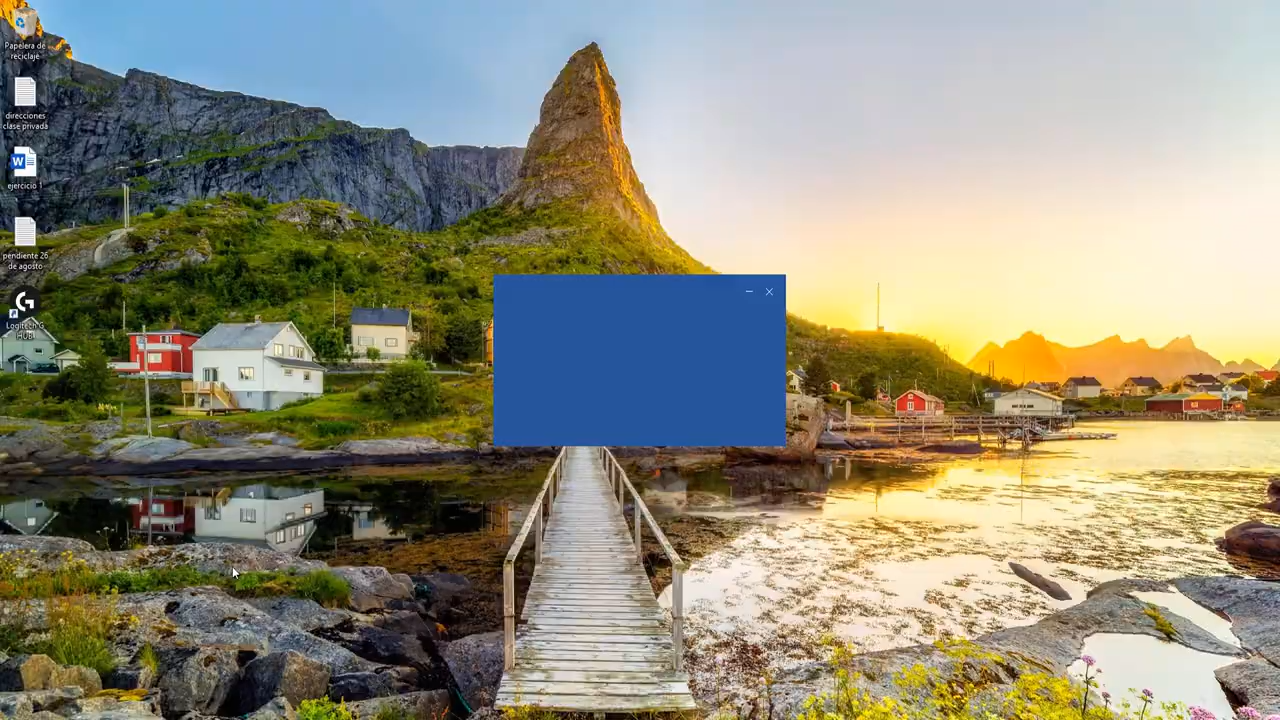 Papelera de
reciclaje
direcciones
clase privada
W
ejercicio 1
pendiente 26
de agosto
Logitech G
HUB